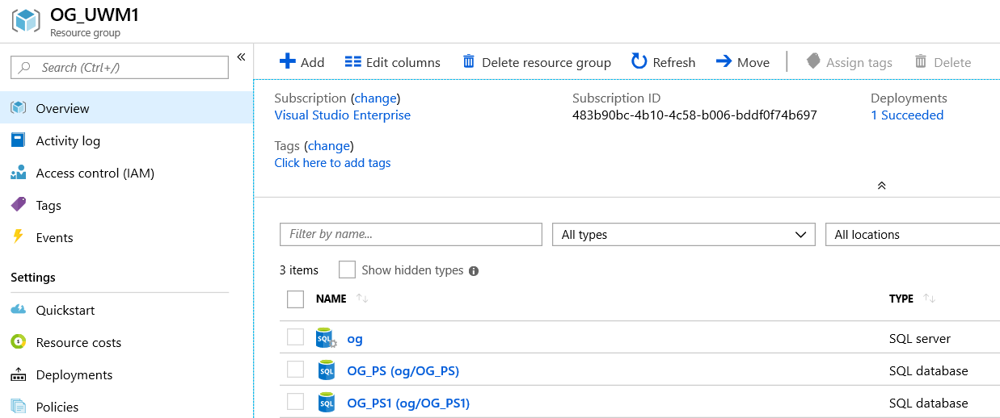 OG_UWM1
Resource group
Search (Ctrl+/)
«
Add
Edit columns
Delete resource group
Refresh
Move
Assign tags
Delete
Overview
Activity log
Access control (IAM)
Tags
Events
Settings
Quickstart
Resource costs
Deployments
Policies
Subscription (change)
Visual Studio Enterprise
Subscription ID
483b90bc-4b10-4c58-b006-bddf0f74b697
Deployments
1 Succeeded
Tags (change)
Click here to add tags
Filter by name...
All types
All locations
3 items
Show hidden types
NAME
TYPE
SQL og SQL server
SQL OG_PS (og/OG_PS) SQL database
SQL OG_PS1 (og/OG_PS1) SQL database